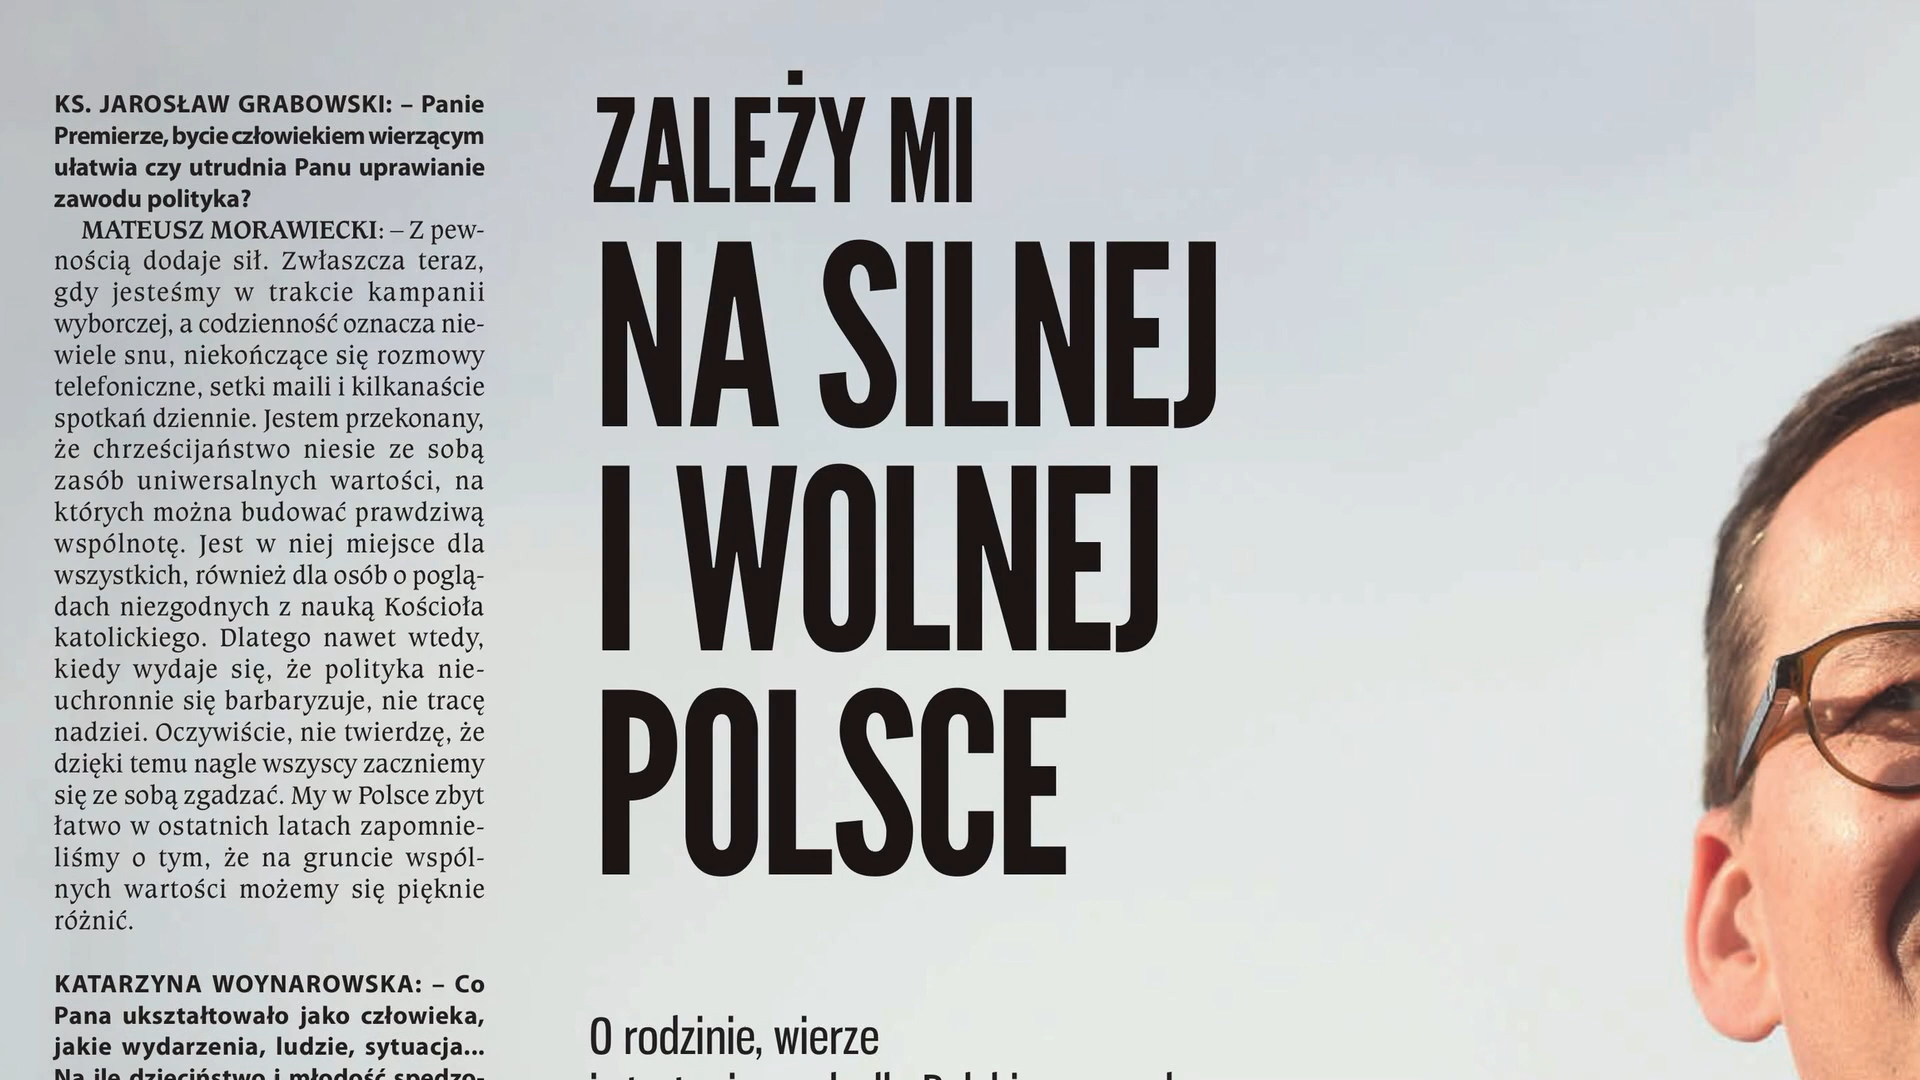 KS. JAROSŁAW GRABOWSKI: – Panie
Premierze, bycie człowiekiem wierzącym
ułatwia czy utrudnia Panu uprawianie
zawodu polityka?
MATEUSZ MORAWIECKI: – Z pew-
nością dodaje sił. Zwłaszcza teraz,
gdy jesteśmy w trakcie kampanii
wyborczej, a codzienność oznacza nie-
wiele snu, niekończące się rozmowy
telefoniczne, setki maili i kilkanaście
spotkań dziennie. Jestem przekonany,
że chrześcijaństwo niesie ze sobą
zasób uniwersalnych wartości, na
których można budować prawdziwą
wspólnotę. Jest w niej miejsce dla
wszystkich, również dla osób o poglą-
dach niezgodnych z nauką Kościoła
katolickiego. Dlatego nawet wtedy,
kiedy wydaje się, że polityka nie-
uchronnie się barbaryzuje, nie tracę
nadziei. Oczywiście, nie twierdzę, że
dzięki temu nagle wszyscy zaczniemy
się ze sobą zgadzać. My w Polsce zbyt
łatwo w ostatnich latach zapomnie-
liśmy o tym, że na gruncie wspól-
nych wartości możemy się pięknie
różnić.
KATARZYNA WOYNAROWSKA: – Co
Pana ukształtowało jako człowieka,
jakie wydarzenia, ludzie, sytuacja...
Na ile dzieciństwo i młodość spędzo-
ZALEŻY MI
NA SILNEJ
I WOLNEJ
POLSCE
O rodzinie, wierze